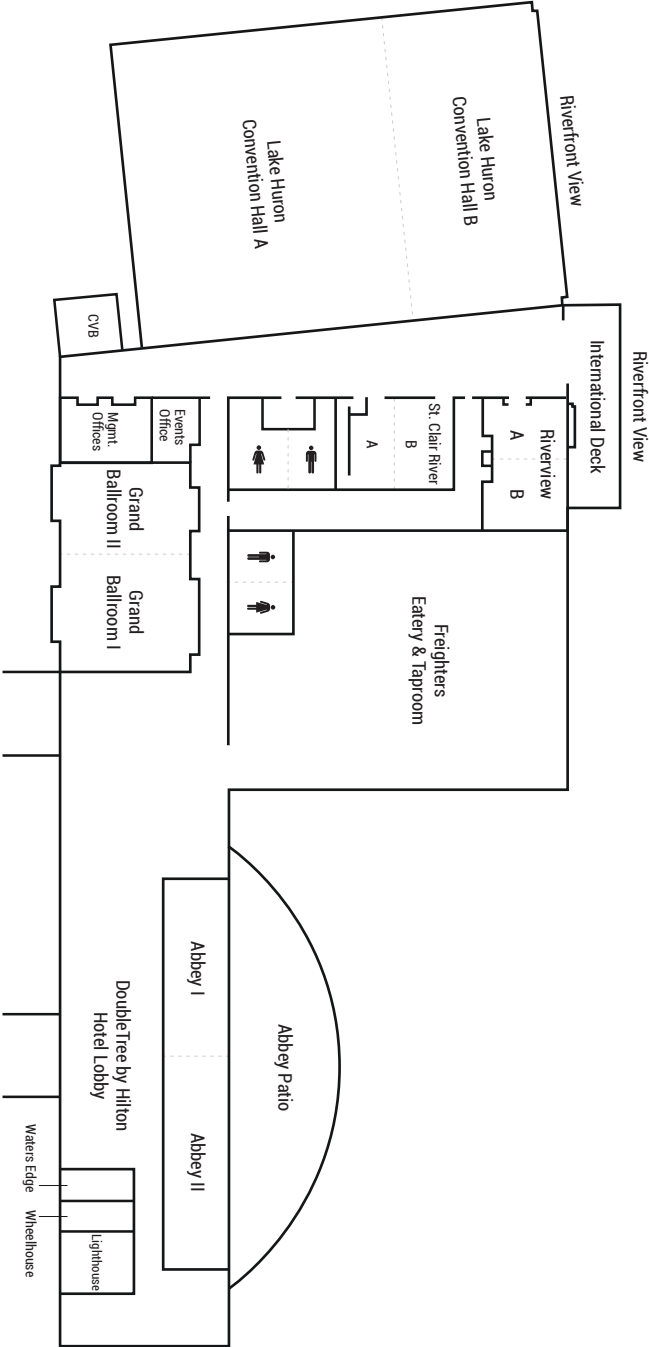 Riverfront View
Lake Huron
Convention Hall B
Lake Huron
Convention Hall A
CVB
Riverfront View
International Deck
Riverview
A
B
St. Clair River
B
A
Events
Office
Mgmt.
Offices
Grand
Ballroom II
Grand
Ballroom I
Freighters
Eatery & Taproom
Abbey I
Abbey II
Abbey Patio
DoubleTree by Hilton
Hotel Lobby
Waters Edge
Wheelhouse
Lighthouse